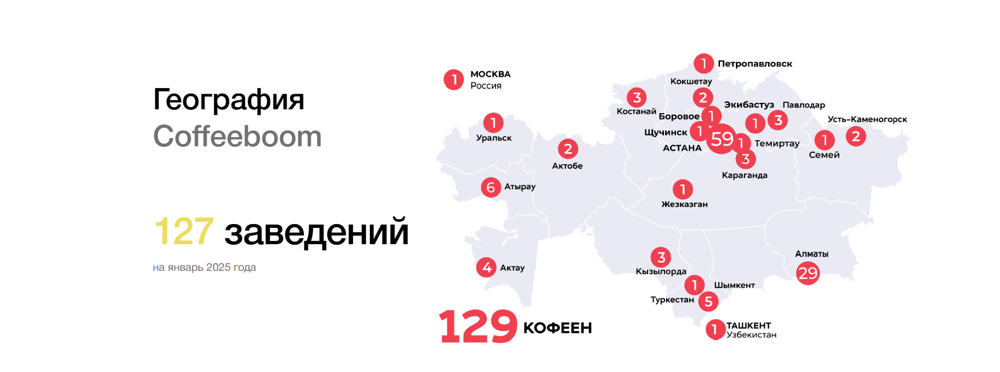 География
Coffeeboom
127 заведений
на январь 2025 года
1 МОСКВА
Россия
1 Петропавловск
Кокшетау
2
3
Костанай
Экибастуз
1
Павлодар
3
Боровое 1
Щучинск 1
АСТАНА
59
1 Темиртау
3
Караганда
Усть-Каменогорск
2
1
Семей
1
Уральск
2
Актобе
6 Атырау
1
Жезказган
4 Актау
3
Кызылорда
Алматы
29
1
Туркестан
Шымкент
5
1 ТАШКЕНТ
Узбекистан
129 КОФЕЕН